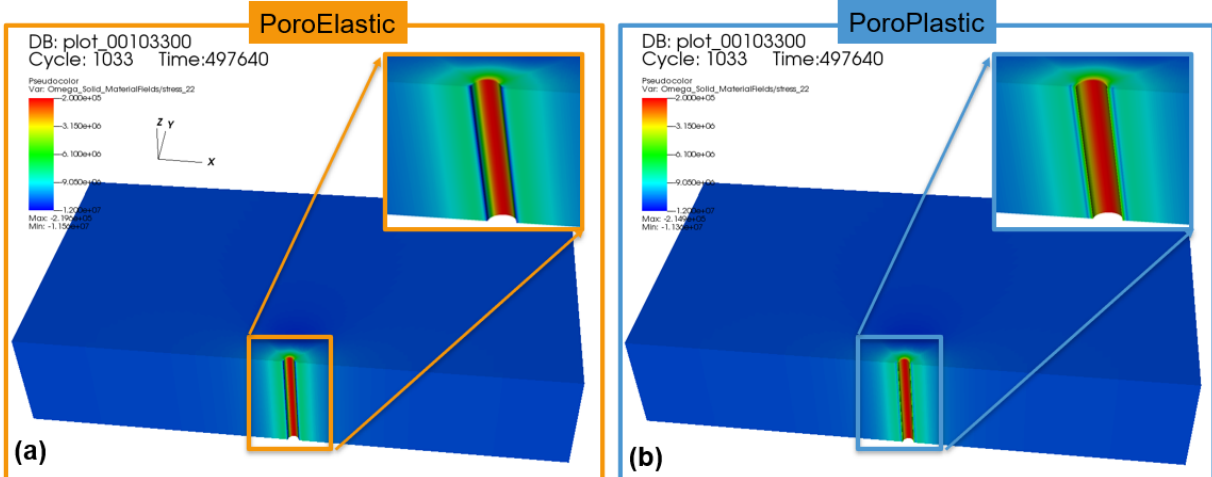 PoroElastic
DB: plot_00103300
Cycle: 1033 Time:497640
Pseudocolor
Var: Omega_Solid_MaterialFields/stress_22
-2.000e+05
-3.150e+06
-6.100e+06
-9.050e+06
-1.200e+07
Max: -2.196e+05
Min: -1.156e+07
Z
Y
X
(a)
PoroPlastic
DB: plot_00103300
Cycle: 1033 Time:497640
Pseudocolor
Var: Omega_Solid_MaterialFields/stress_22
-2.000e+05
-3.150e+06
-6.100e+06
-9.050e+06
-1.200e+07
Max: -2.149e+05
Min: -1.136e+07
(b)